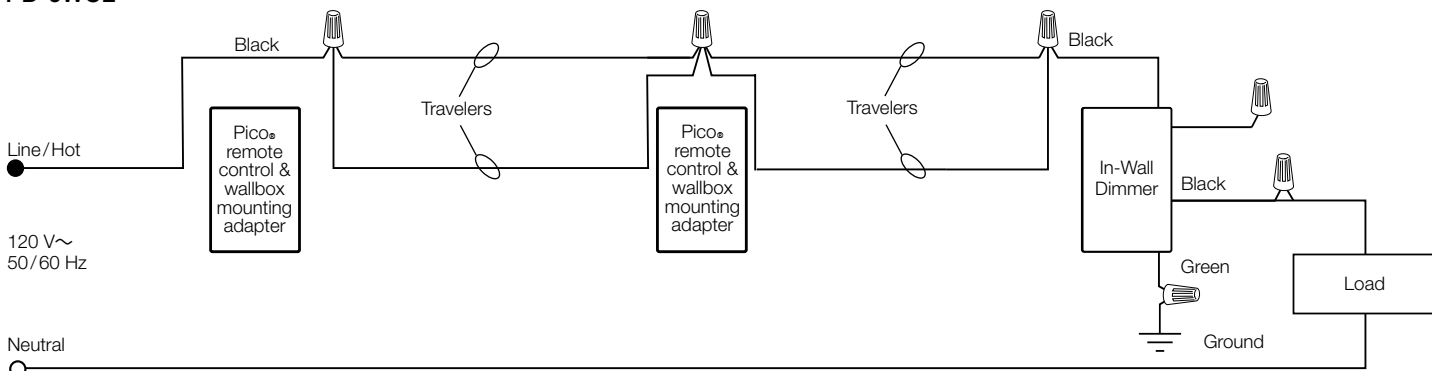 Black
Black
Travelers
Travelers
Line/Hot
Pico®
remote
control &
wallbox
mounting
adapter
Pico®
remote
control &
wallbox
mounting
adapter
In-Wall
Dimmer
Black
120 V~
50/60 Hz
Green
Load
Ground
Neutral